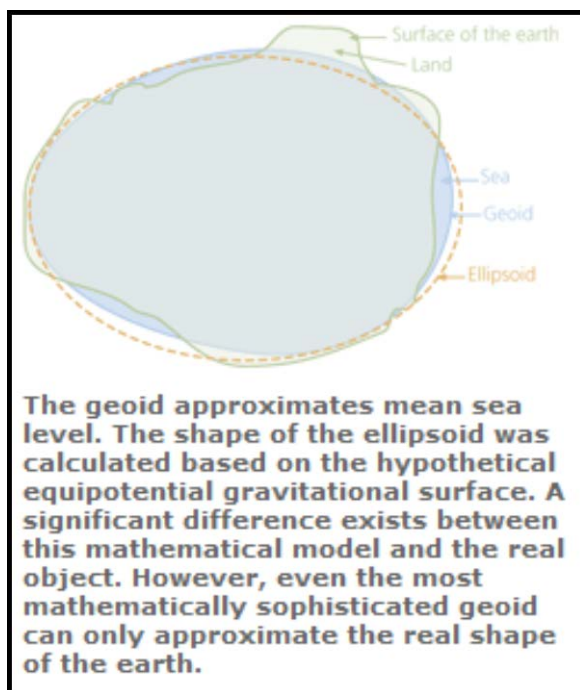 Surface of the earth
Land
Sea
Geoid
Ellipsoid
The geoid approximates mean sea
level. The shape of the ellipsoid was
calculated based on the hypothetical
equipotential gravitational surface. A
significant difference exists between
this mathematical model and the real
object. However, even the most
mathematically sophisticated geoid
can only approximate the real shape
of the earth.